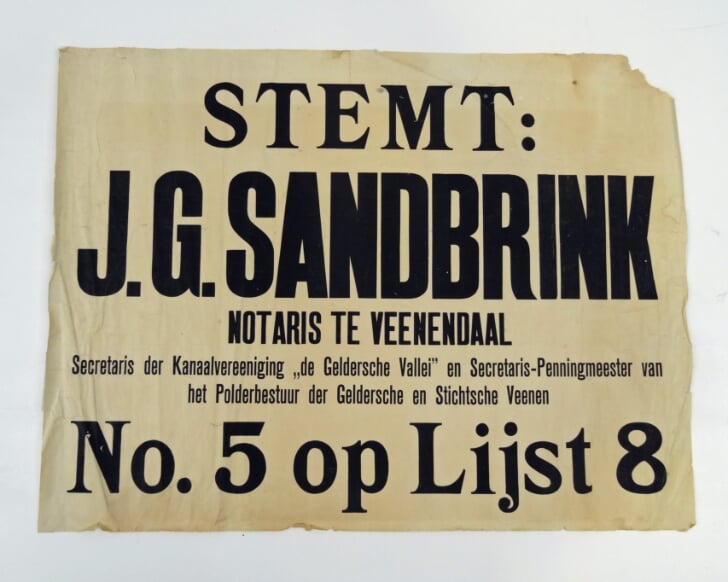 STEMT:
J.G. SANDBRINK
NOTARIS TE VEENENDAAL
Secretaris der Kanaalvereeniging „de Geldersche Vallei” en Secretaris-Penningmeester van
het Polderbestuur der Geldersche en Stichtsche Veenen
No. 5 op Lijst 8